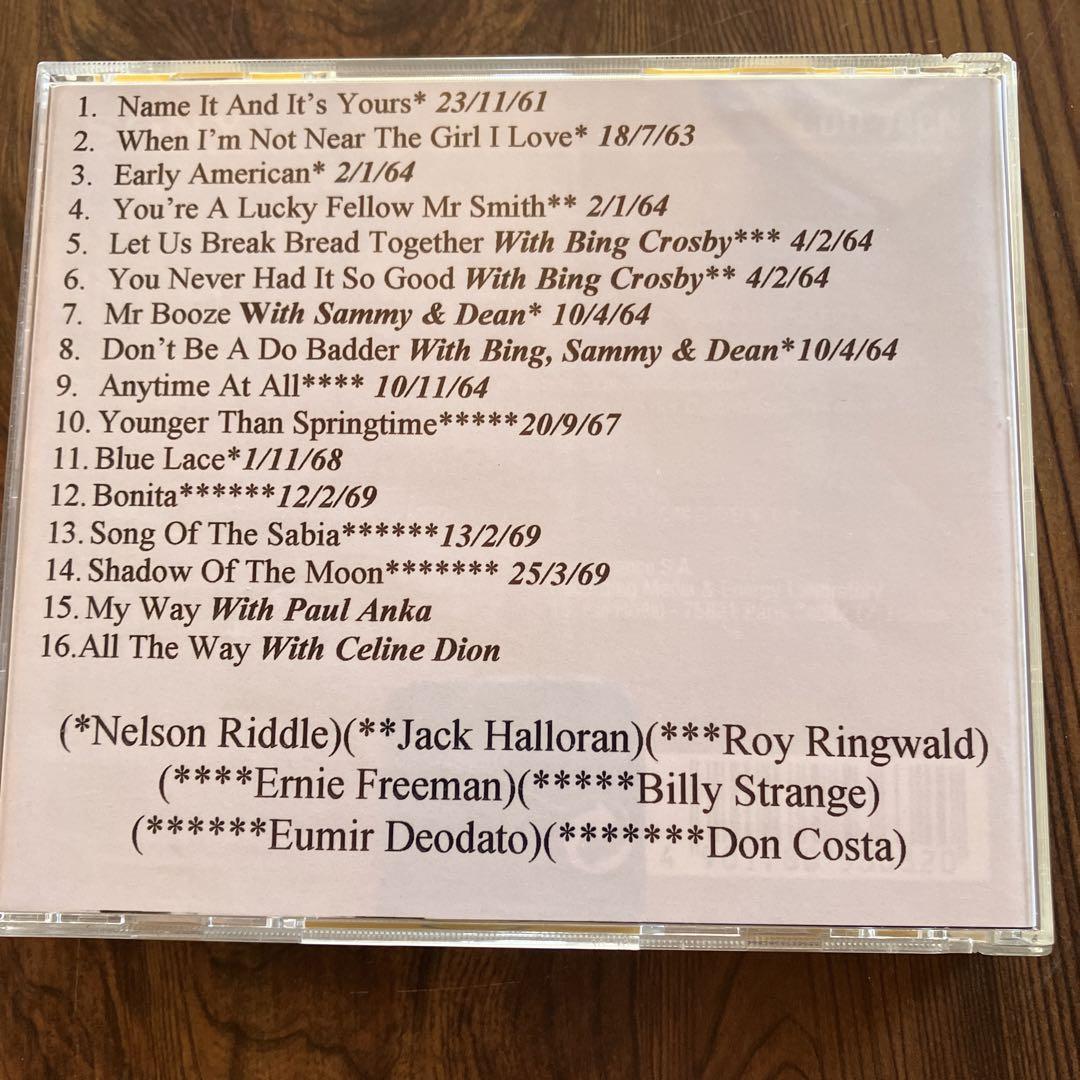 1. Name It And It's Yours* 23/11/61
2. When I'm Not Near The Girl I Love* 18/7/63
3. Early American* 2/1/64
4. You're A Lucky Fellow Mr Smith** 2/1/64
5. Let Us Break Bread Together With Bing Crosby*** 4/2/64
6. You Never Had It So Good With Bing Crosby** 4/2/64
7. Mr Booze With Sammy & Dean* 10/4/64
8. Don't Be A Do Badder With Bing, Sammy & Dean*10/4/64
9. Anytime At All**** 10/11/64
10. Younger Than Springtime*****20/9/67
11. Blue Lace*1/11/68
12. Bonita******12/2/69
13. Song Of The Sabia******13/2/69
14. Shadow Of The Moon******* 25/3/69
15. My Way With Paul Anka
16.All The Way With Celine Dion
(*Nelson Riddle)(**Jack Halloran)(***Roy Ringwald)
(****Ernie Freeman)(*****Billy Strange)
(******Eumir Deodato)(*******Don Costa)